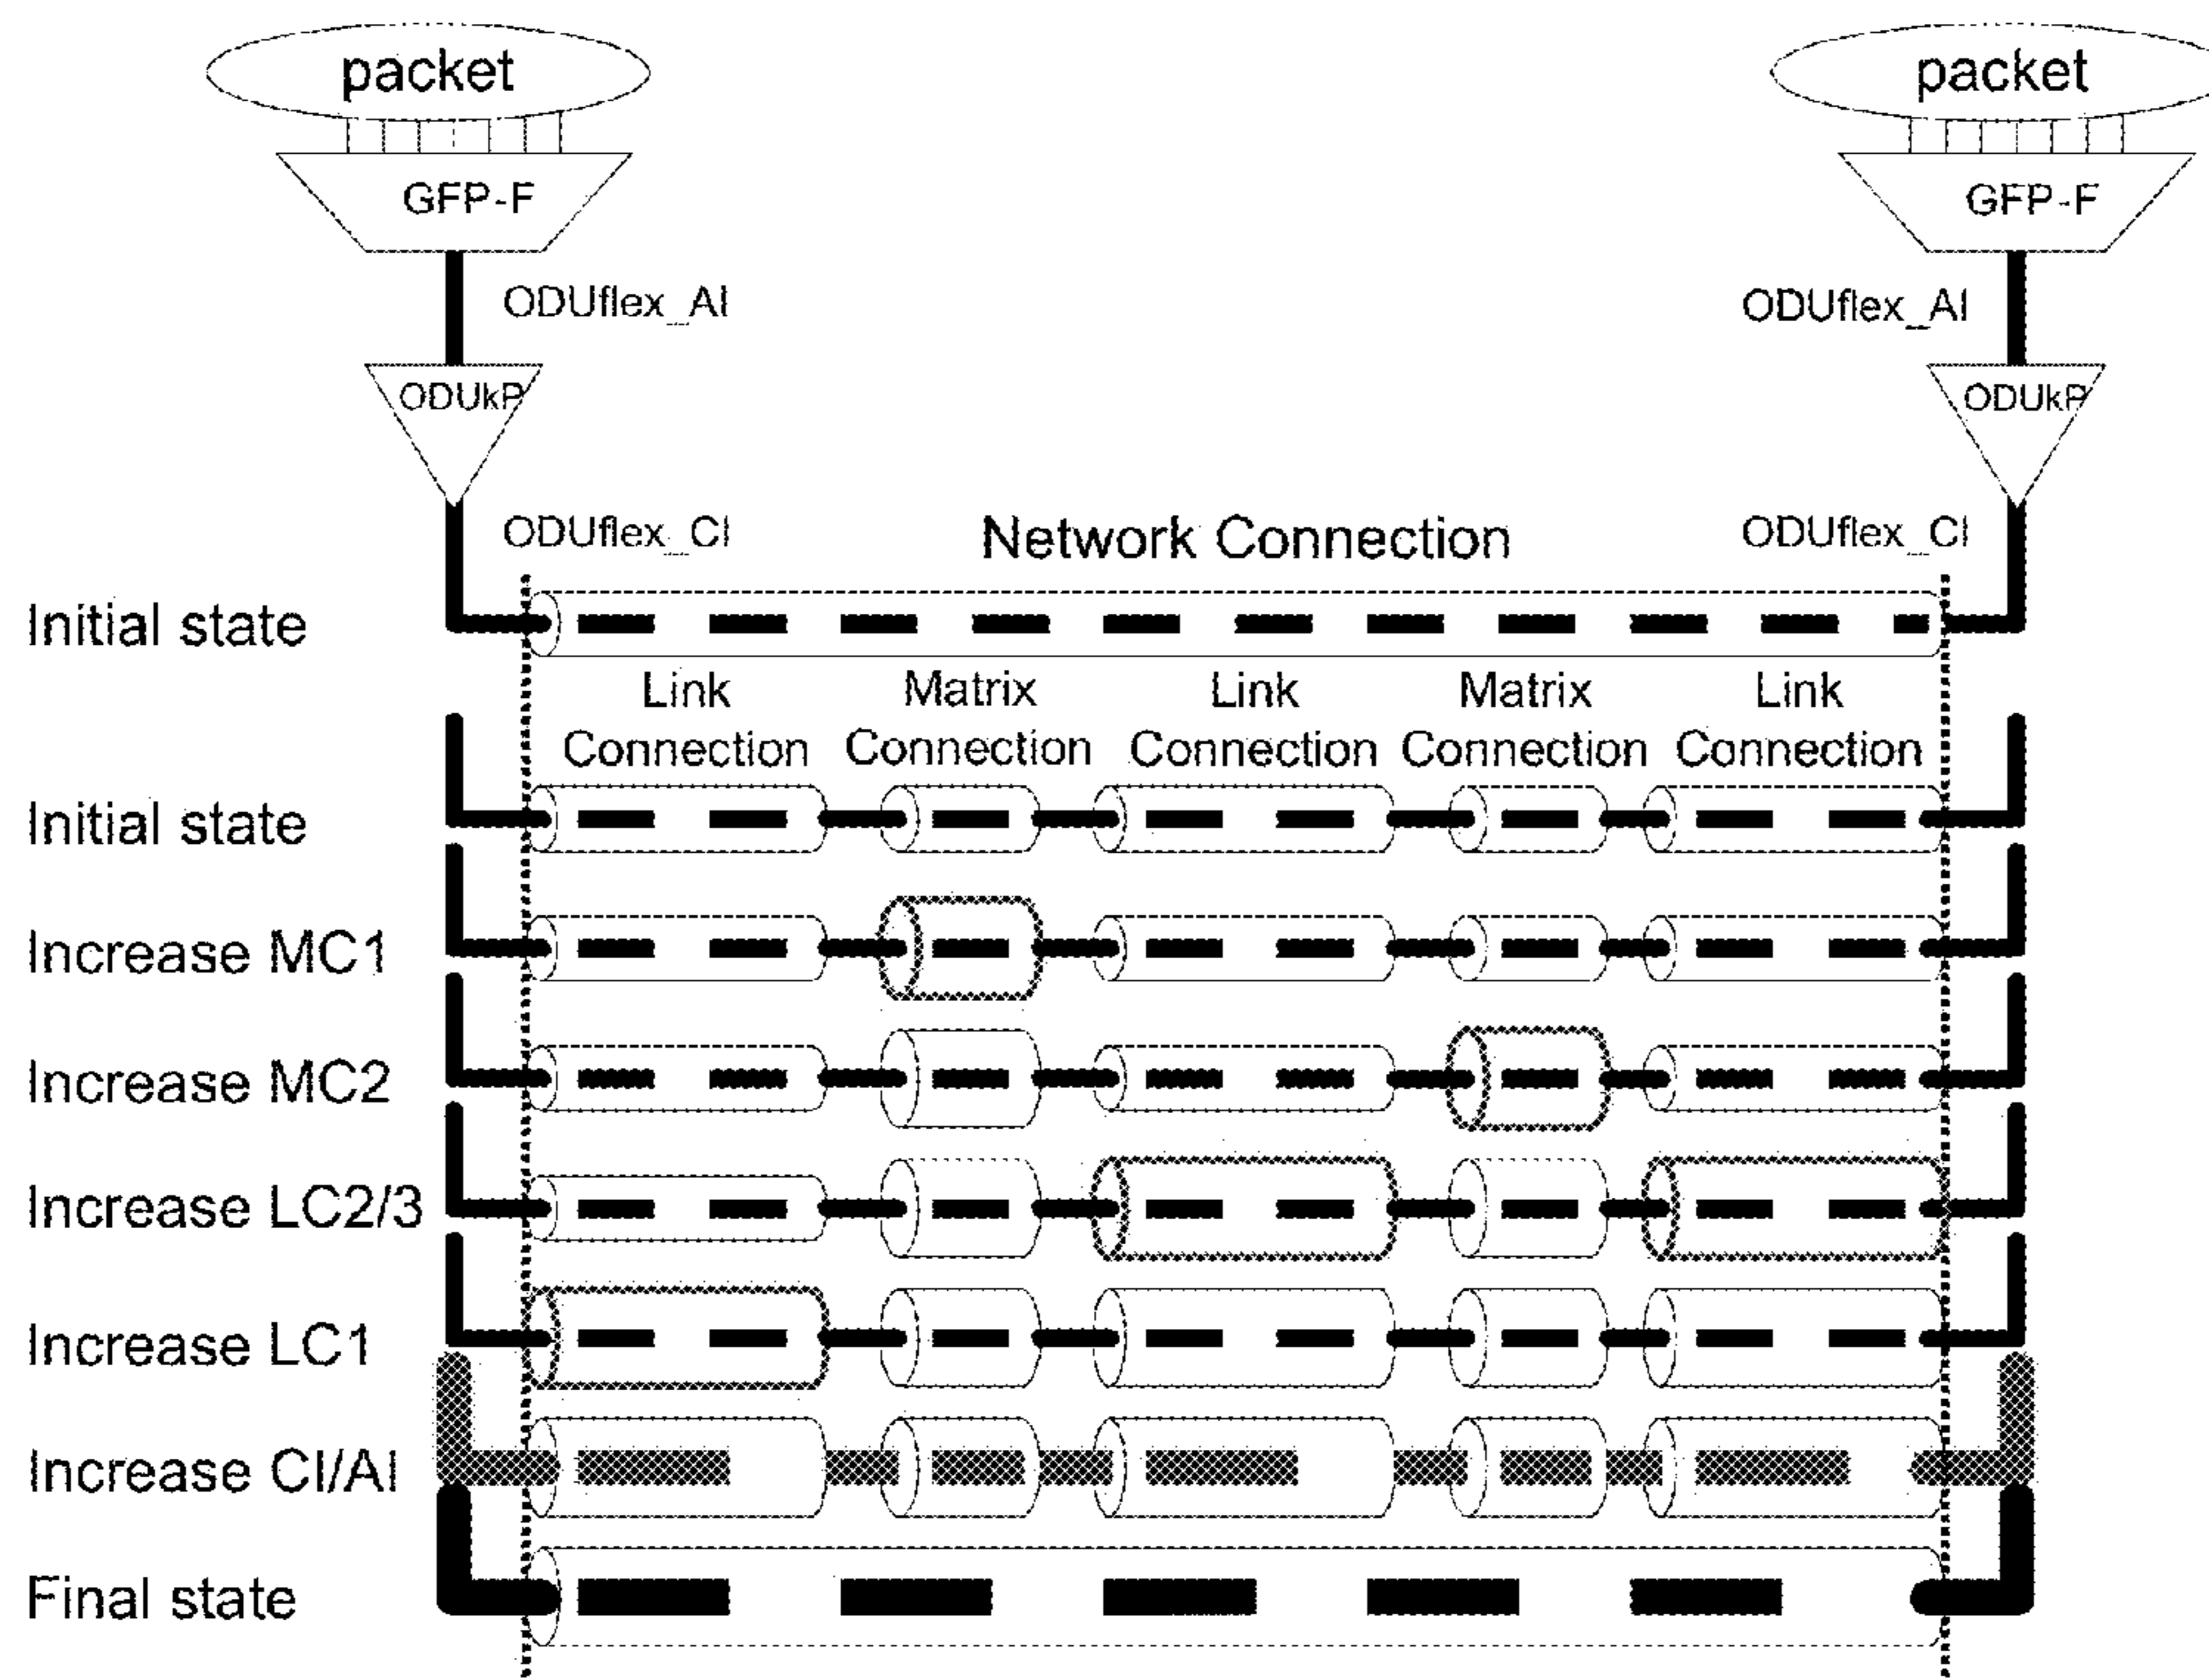 packet
packet
GFP-F
GFP-F
ODUflex_AI
ODUflex_AI
ODUkP
ODUkP
ODUflex_CI
Network Connection
ODUflex_CI
Initial state
Link Connection
Matrix Connection
Link Connection
Matrix Connection
Link Connection
Initial state
Increase MC1
Increase MC2
Increase LC2/3
Increase LC1
Increase CI/AI
Final state